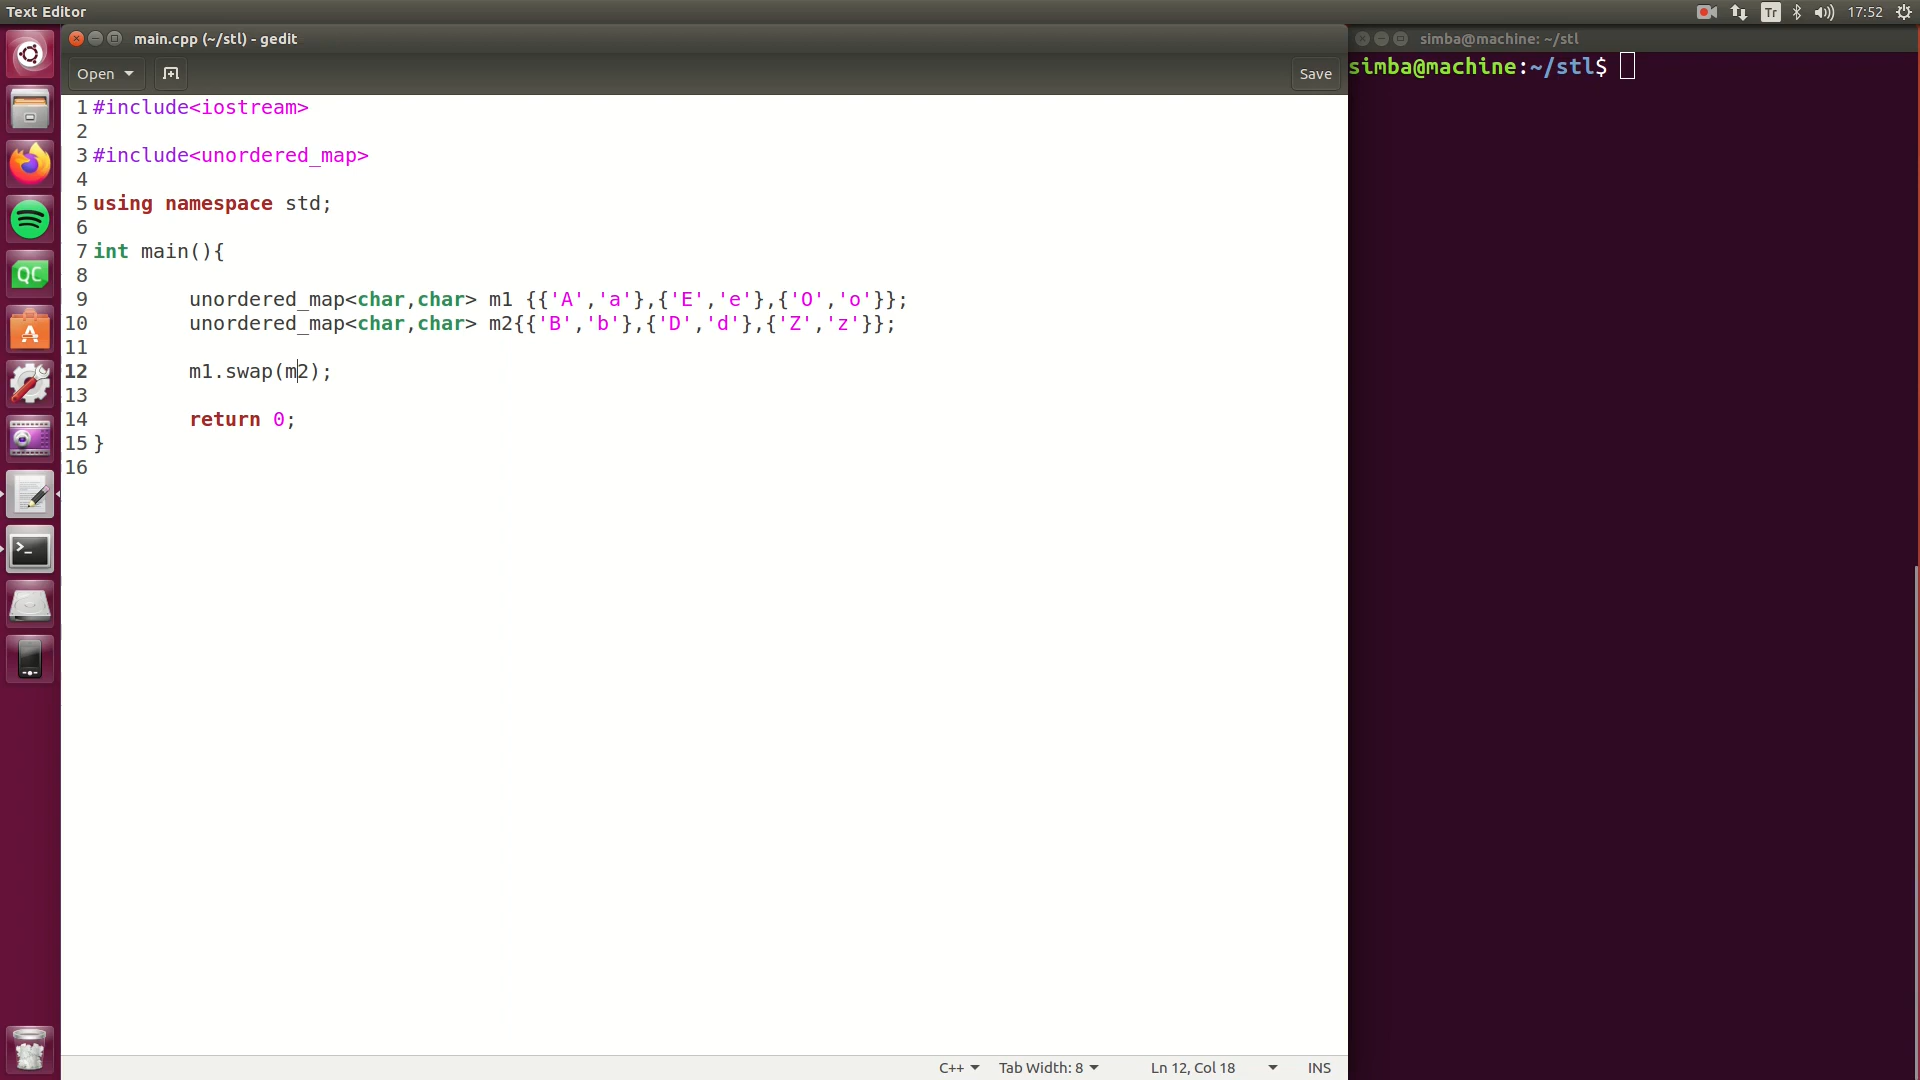 Text Editor
Tr
17:52
main.cpp (~/stl) - gedit
simba@machine: ~/stl
Open
Save
simba@machine:~/stl$
1 #include<iostream>
2
3 #include<unordered_map>
4
5 using namespace std;
6
7 int main(){
8
9 unordered_map<char,char> m1 {{'A','a'},{'E','e'},{'O','o'}};
10 unordered_map<char,char> m2{{'B','b'},{'D','d'},{'Z','z'}};
11
12 m1.swap(m2);
13
14 return 0;
15 }
16
QC
A
>_
C++
Tab Width: 8
Ln 12, Col 18
INS